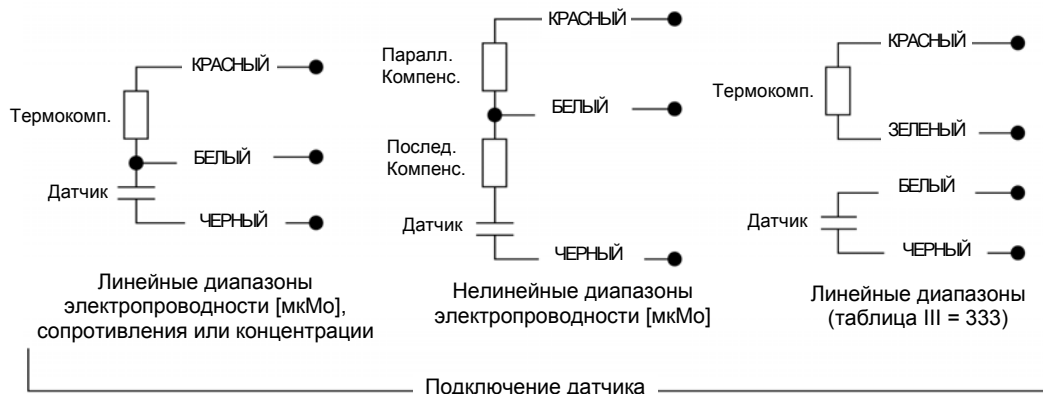 КРАСНЫЙ
Термокомп.
БЕЛЫЙ
Датчик
ЧЕРНЫЙ
Линейные диапазоны
электропроводности [мкМо],
сопротивления или концентрации
КРАСНЫЙ
Паралл.
Компенс.
БЕЛЫЙ
Послед.
Компенс.
Датчик
ЧЕРНЫЙ
Нелинейные диапазоны
электропроводности [мкМо]
КРАСНЫЙ
Термокомп.
ЗЕЛЕНЫЙ
БЕЛЫЙ
Датчик
ЧЕРНЫЙ
Линейные диапазоны
(таблица III = 333)
Подключение датчика